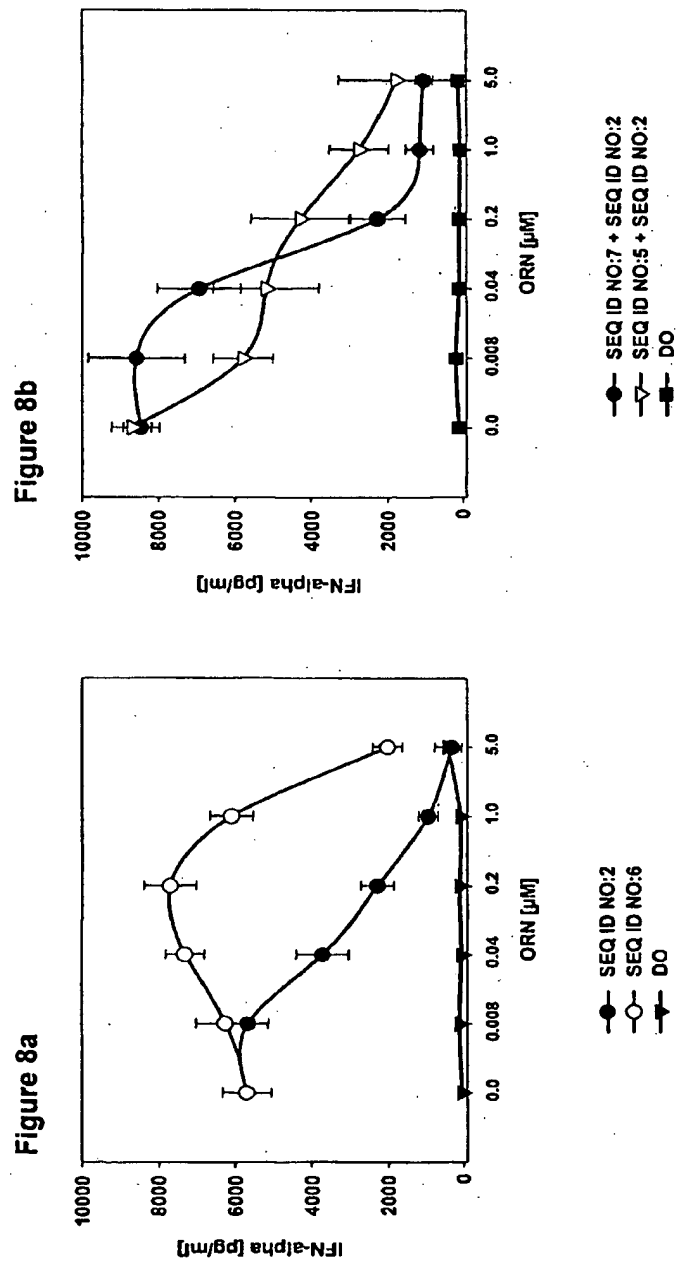 Figure 8a
IFN-alpha [pg/ml]
10000
8000
6000
4000
2000
0
0.0 0.008 0.04 0.2 1.0 5.0
ORN [µM]
SEQ ID NO:2
SEQ ID NO:6
DO
Figure 8b
IFN-alpha [pg/ml]
10000
8000
6000
4000
2000
0
0.0 0.008 0.04 0.2 1.0 5.0
ORN [µM]
SEQ ID NO:7 + SEQ ID NO:2
SEQ ID NO:5 + SEQ ID NO:2
DO